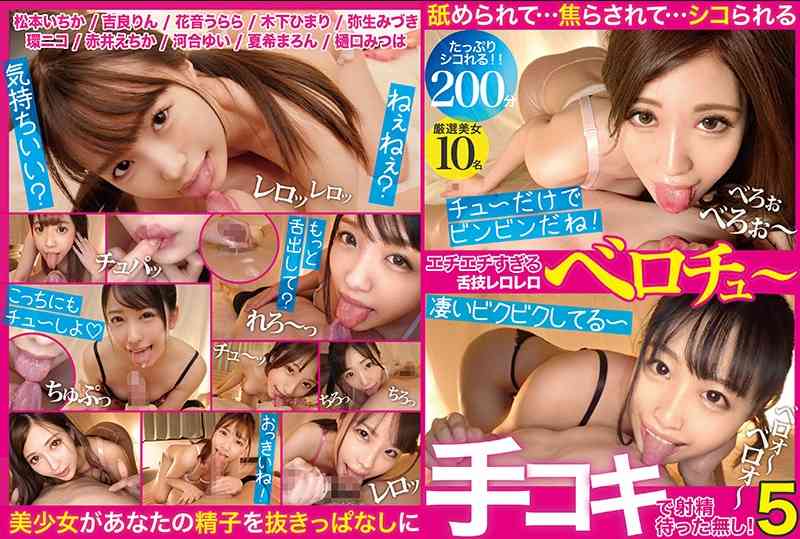 松本いちか / 吉良りん / 花音うらら / 木下ひまり / 弥生みづき
環ニコ / 赤井えちか / 河合ゆい / 夏希まろん / 樋口みつは
気持ちいい?
ねぇねぇ?
レロッレロッ
チュパッ
もっと
舌出して?
れろ〜っ
こっちにも
チューしよ♡
ちゅぷっ
チュ〜ッ
ちろっ
ちろっ
おっきいね!
レロッ
美少女があなたの精子を抜きっぱなしに
舐められて…焦らされて…シコられる
たっぷり
シコれる!!
200分
厳選美女
10名
チュ〜だけで
ビンビンだね!
べろぉ
べろぉ〜
エチエチすぎる
舌技レロレロ
ベロチュ〜
凄いビクビクしてる〜
ベロォ〜
ベロォ〜
手コキ
で射精
待った無し!
5